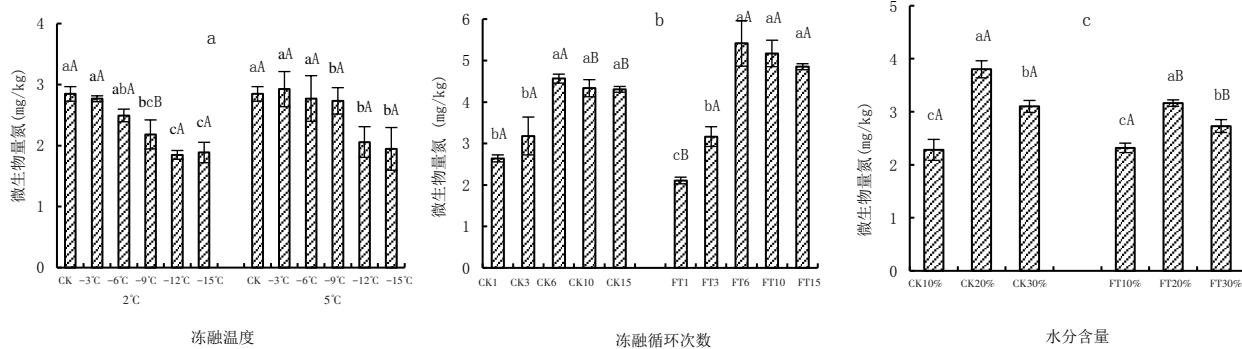 a
微生物量氮(mg/kg)
4
3
2
1
0
aA aA abA bcB cA cA aA aA aA bA bA bA
CK -3℃ -6℃ -9℃ -12℃ -15℃ CK -3℃ -6℃ -9℃ -12℃ -15℃
2℃ 5℃
冻融温度
b
微生物量氮 (mg/kg)
6
5
4
3
2
1
0
bA bA aA aB aB cB bA aA aA aA
CK1 CK3 CK6 CK10 CK15 FT1 FT3 FT6 FT10 FT15
冻融循环次数
c
微生物量氮(mg/kg)
5
4
3
2
1
0
cA aA bA cA aB bB
CK10% CK20% CK30% FT10% FT20% FT30%
水分含量